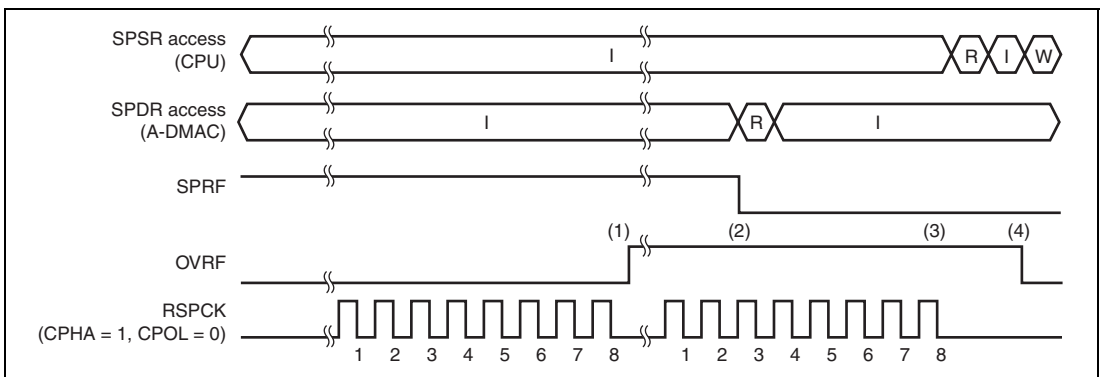 SPSR access
(CPU)
I
R I W
SPDR access
(A-DMAC)
I
R
I
SPRF
(1) (2) (3) (4)
OVRF
RSPCK
(CPHA = 1, CPOL = 0)
1 2 3 4 5 6 7 8 1 2 3 4 5 6 7 8